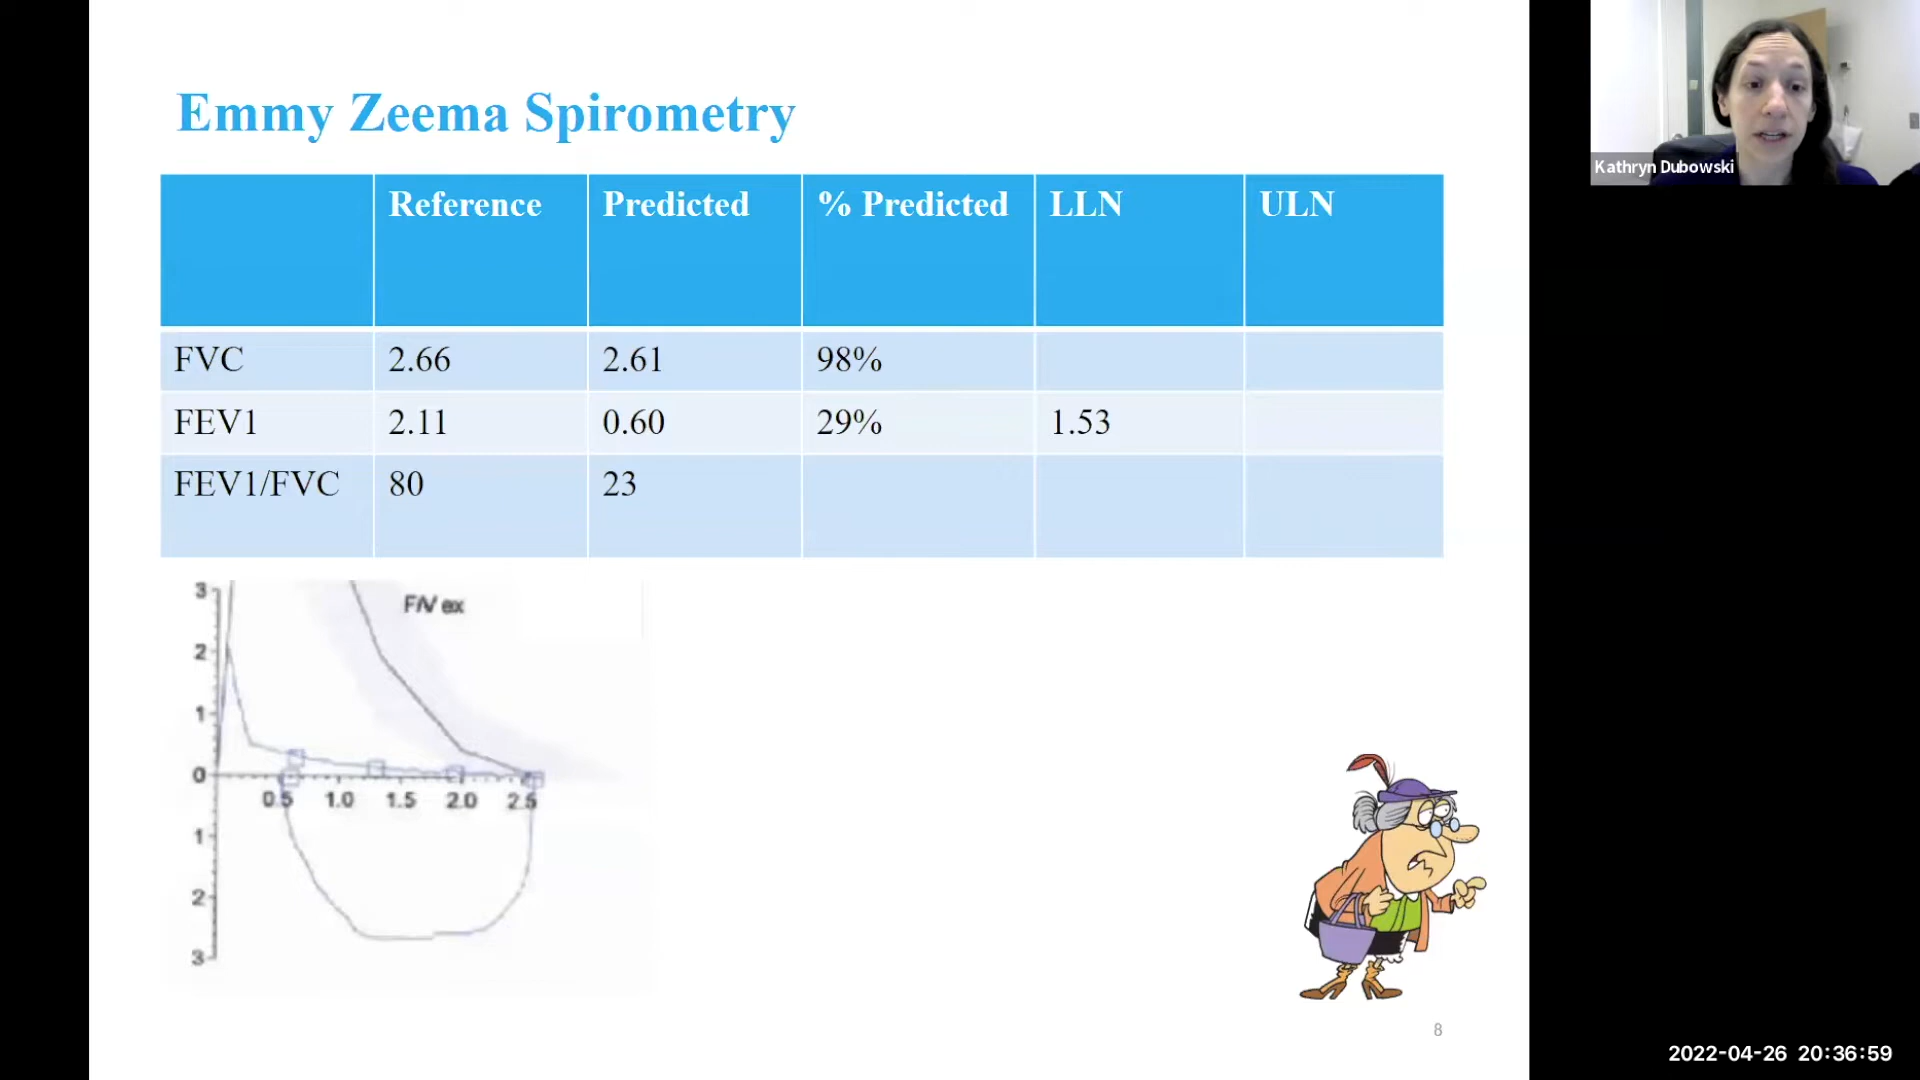 Emmy Zeema Spirometry
Reference Predicted % Predicted LLN ULN
FVC 2.66 2.61 98%
FEV1 2.11 0.60 29% 1.53
FEV1/FVC 80 23
F/V ex
3
2
1
0
0.5 1.0 1.5 2.0 2.5
1
2
3
8
Kathryn Dubowski
2022-04-26 20:36:59